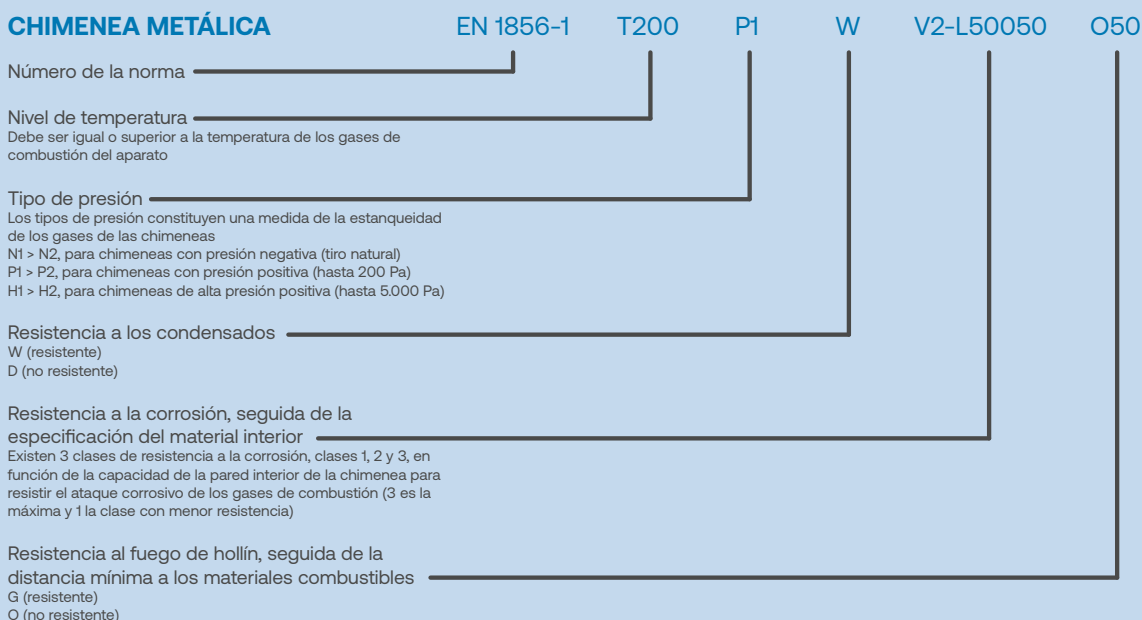 CHIMENEA METÁLICA EN 1856-1 T200 P1 W V2-L50050 O50
Número de la norma
Nivel de temperatura
Debe ser igual o superior a la temperatura de los gases de
combustión del aparato
Tipo de presión
Los tipos de presión constituyen una medida de la estanqueidad
de los gases de las chimeneas
N1 > N2, para chimeneas con presión negativa (tiro natural)
P1 > P2, para chimeneas con presión positiva (hasta 200 Pa)
H1 > H2, para chimeneas de alta presión positiva (hasta 5.000 Pa)
Resistencia a los condensados
W (resistente)
D (no resistente)
Resistencia a la corrosión, seguida de la
especificación del material interior
Existen 3 clases de resistencia a la corrosión, clases 1, 2 y 3, en
función de la capacidad de la pared interior de la chimenea para
resistir el ataque corrosivo de los gases de combustión (3 es la
máxima y 1 la clase con menor resistencia)
Resistencia al fuego de hollín, seguida de la
distancia mínima a los materiales combustibles
G (resistente)
O (no resistente)